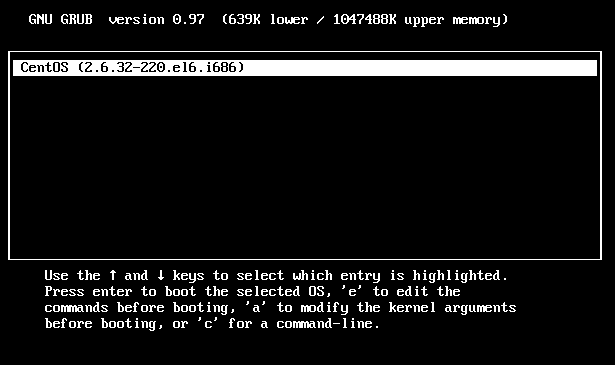 GNU GRUB  version 0.97  (639K lower / 1047488K upper memory)
CentOS (2.6.32-220.el6.i686)
Use the ↑ and ↓ keys to select which entry is highlighted.
Press enter to boot the selected OS, 'e' to edit the
commands before booting, 'a' to modify the kernel arguments
before booting, or 'c' for a command-line.